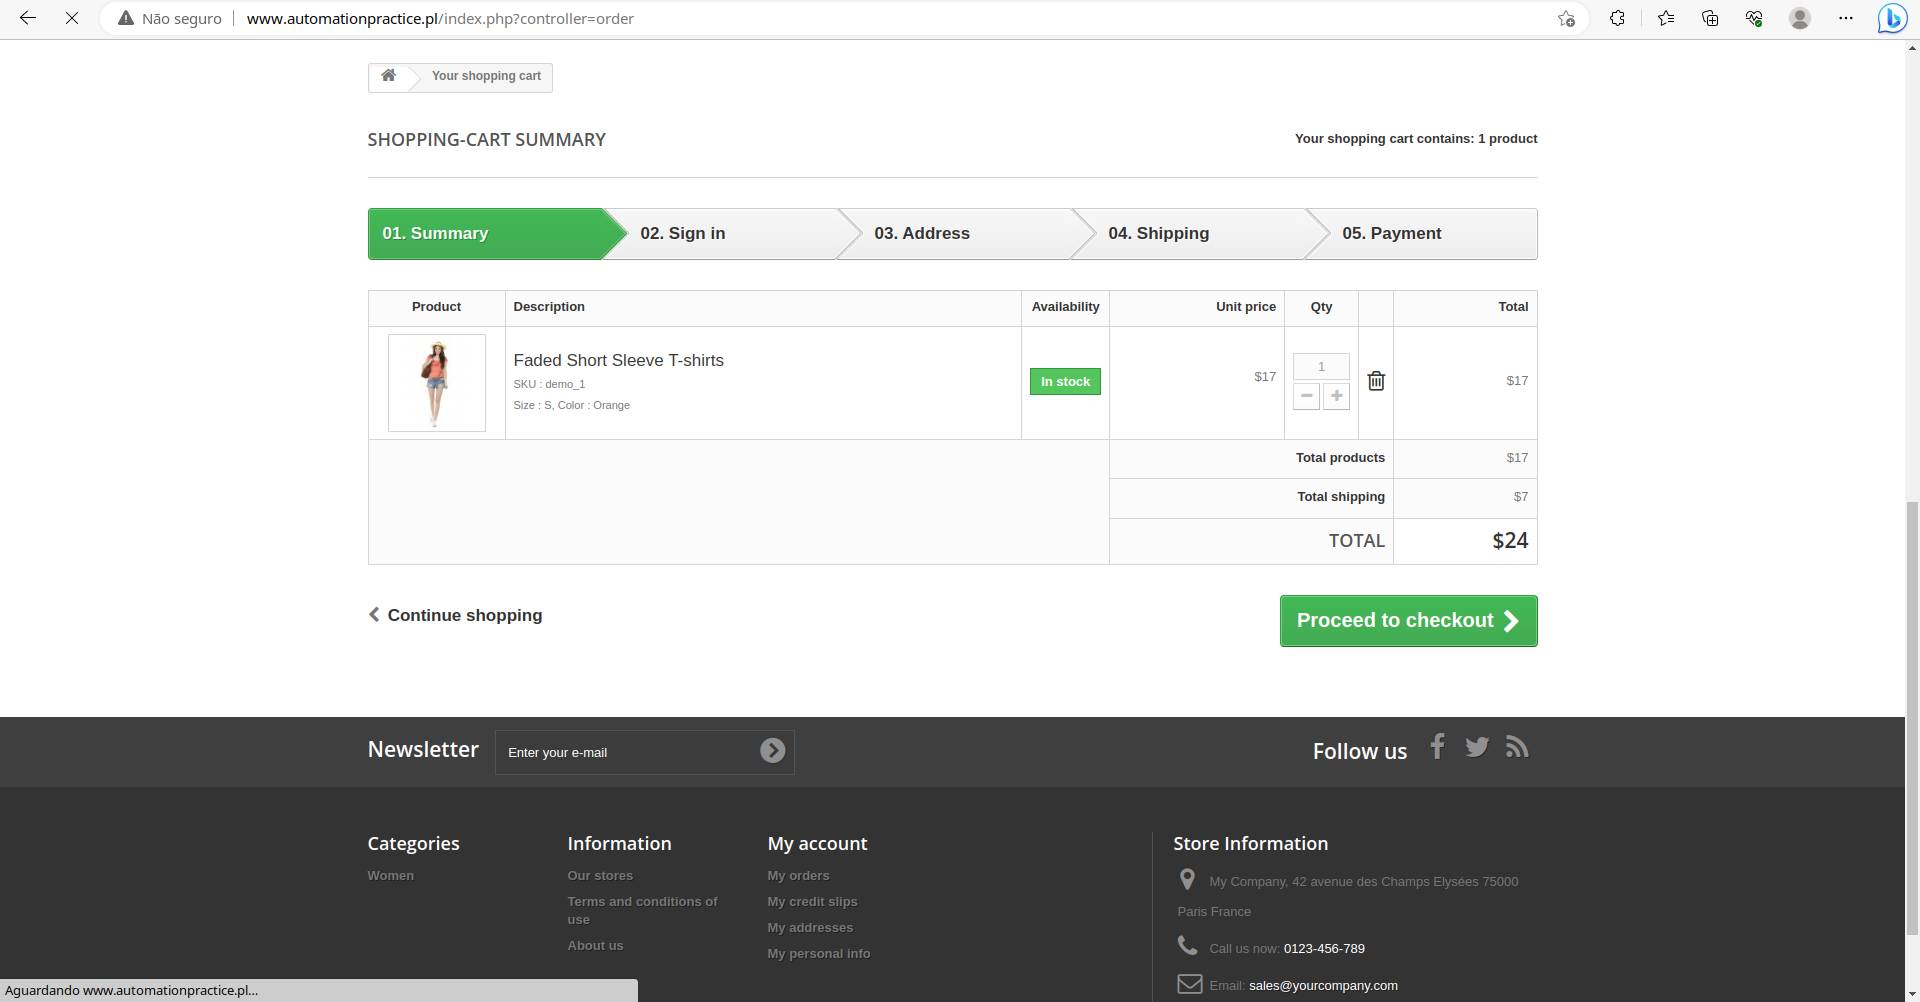 Não seguro www.automationpractice.pl/index.php?controller=order
Your shopping cart
SHOPPING-CART SUMMARY
Your shopping cart contains: 1 product
01. Summary 02. Sign in 03. Address 04. Shipping 05. Payment
Product Description Availability Unit price Qty Total
Faded Short Sleeve T-shirts
SKU : demo_1
Size : S, Color : Orange
In stock
$17
1
$17
Total products $17
Total shipping $7
TOTAL $24
Continue shopping
Proceed to checkout
Newsletter Enter your e-mail
Follow us
Categories
Women
Information
Our stores
Terms and conditions of
use
About us
My account
My orders
My credit slips
My addresses
My personal info
Store Information
My Company, 42 avenue des Champs Elysées 75000
Paris France
Call us now: 0123-456-789
Email: sales@yourcompany.com
Aguardando www.automationpractice.pl...